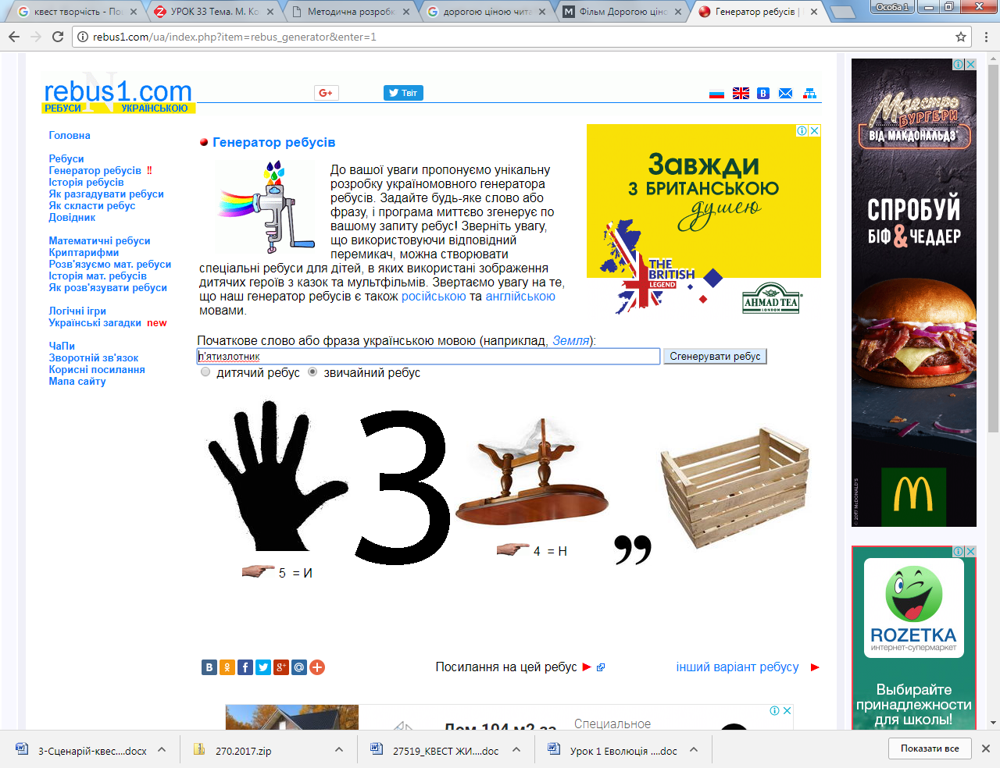 квест творчість - Пош
УРОК 33 Тема. М. Ко
Методична розробк
дорогою ціною чита
Фільм Дорогою ціно
Генератор ребусів |
Особа 1
rebus1.com/ua/index.php?item=rebus_generator&enter=1
rebus1.com
РЕБУСИ УКРАЇНСЬКОЮ
G+
Твіт
В
Головна
Ребуси
Генератор ребусів !!
Історія ребусів
Як разгадувати ребуси
Як скласти ребус
Довідник
Математичні ребуси
Криптарифми
Розв'язуємо мат. ребуси
Історія мат. ребусів
Як розв'язувати ребуси
Логічні ігри
Українські загадки new
ЧаПи
Зворотній зв'язок
Корисні посилання
Мапа сайту
Генератор ребусів
До вашої уваги пропонуємо унікальну
розробку україномовного генератора
ребусів. Задайте будь-яке слово або
фразу, і програма миттєво згенерує по
вашому запиту ребус! Зверніть увагу,
що використовуючи відповідний
перемикач, можна створювати
спеціальні ребуси для дітей, в яких використані зображення
дитячих героїв з казок та мультфільмів. Звертаємо увагу на те,
що наш генератор ребусів є також російською та англійською
мовами.
Завжди
З БРИТАНСЬКОЮ
душею
THE
BRITISH
LEGEND
AHMAD TEA
LONDON
Початкове слово або фраза українською мовою (наприклад, Земля):
п'ятизлотник
Сгенерувати ребус
дитячий ребус звичайний ребус
3
,,
5 = И
4 = Н
Посилання на цей ребус
інший варіант ребусу
Дом 104 м2 за
Специальное
Маестро
БУРГЕРИ
ВІД МАКДОНАЛЬДЗ®
СПРОБУЙ
БІФ & ЧЕДДЕР
© 2017 McDONALD'S
ROZETKA
интернет-супермаркет
Выбирайте
принадлежности
для школы!
3-Сценарій-квес....docx
270.2017.zip
27519_КВЕСТ ЖИ....doc
Урок 1 Еволюція ....doc
Показати все